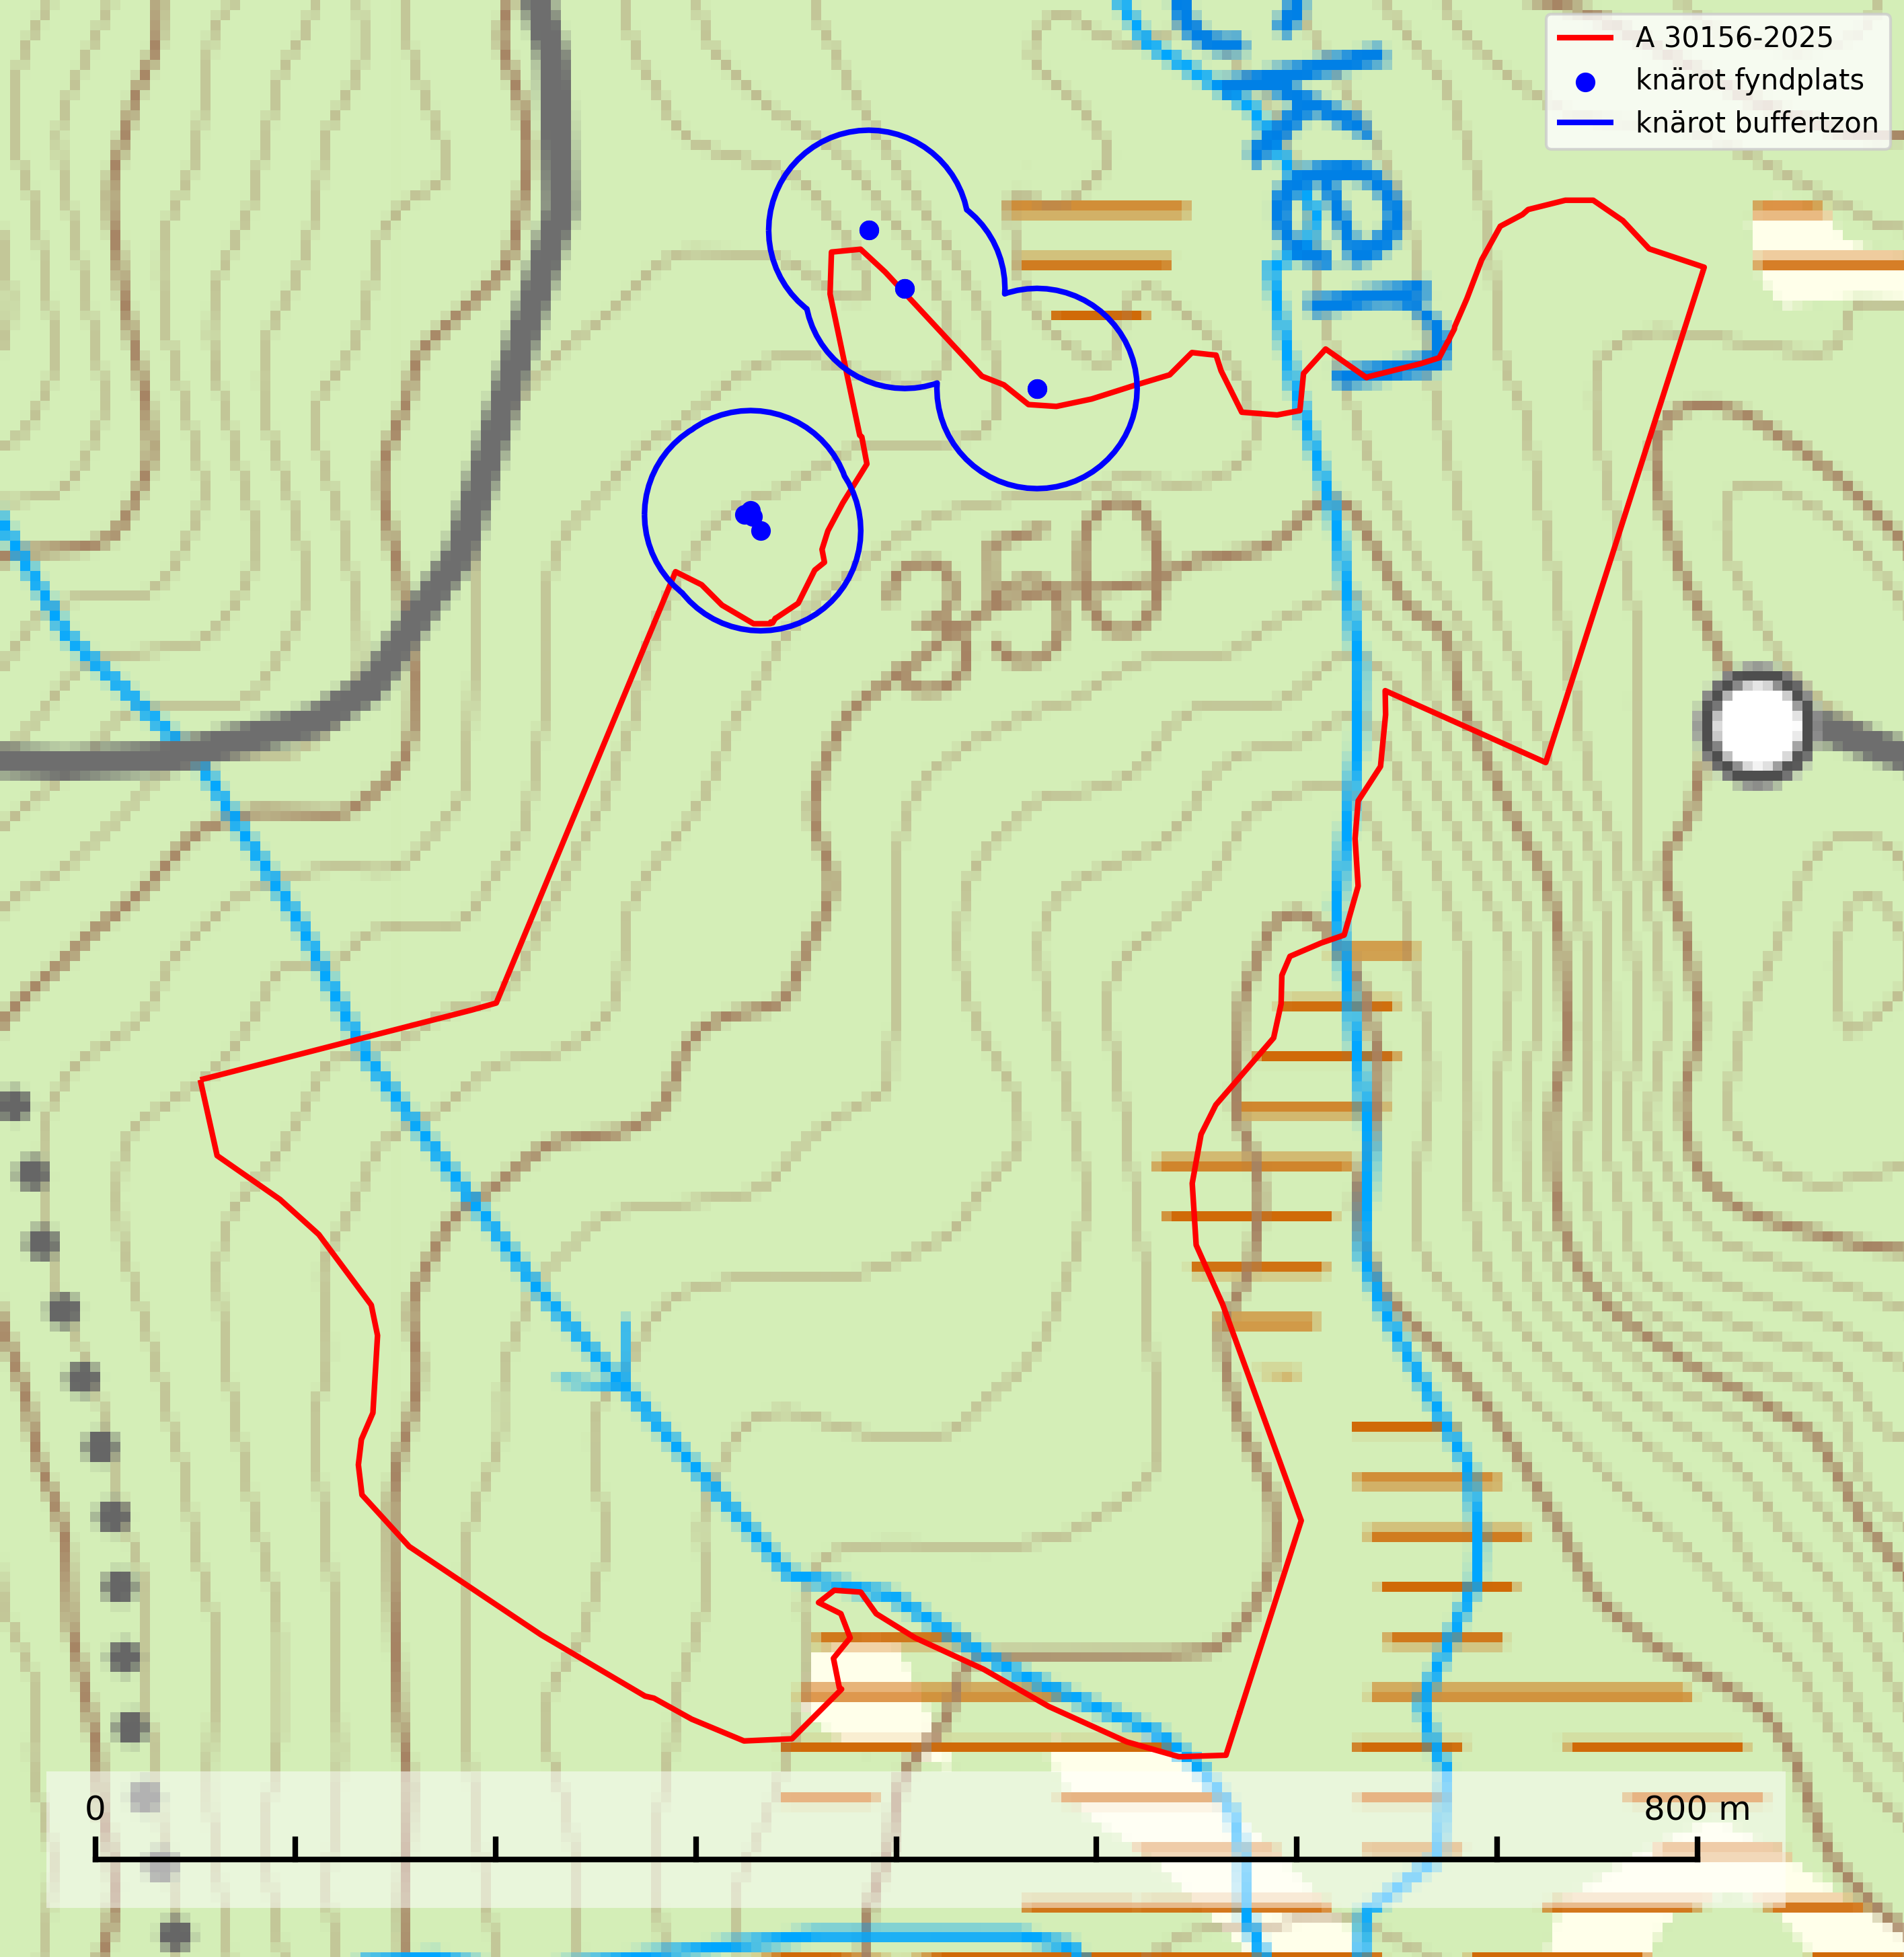 A 30156-2025
knärot fyndplats
knärot buffertzon
350
0
800 m